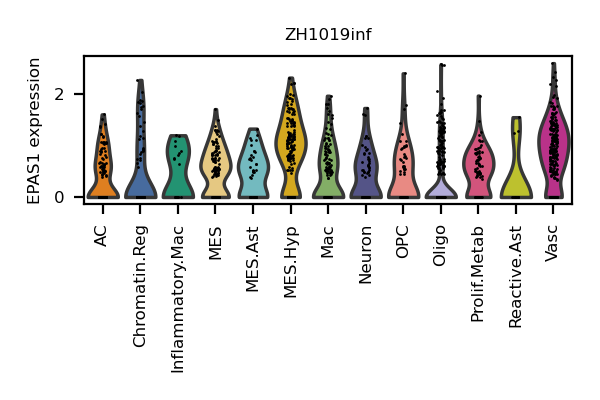 ZH1019inf
EPAS1 expression
2
0
AC
Chromatin.Reg
Inflammatory.Mac
MES
MES.Ast
MES.Hyp
Mac
Neuron
OPC
Oligo
Prolif.Metab
Reactive.Ast
Vasc